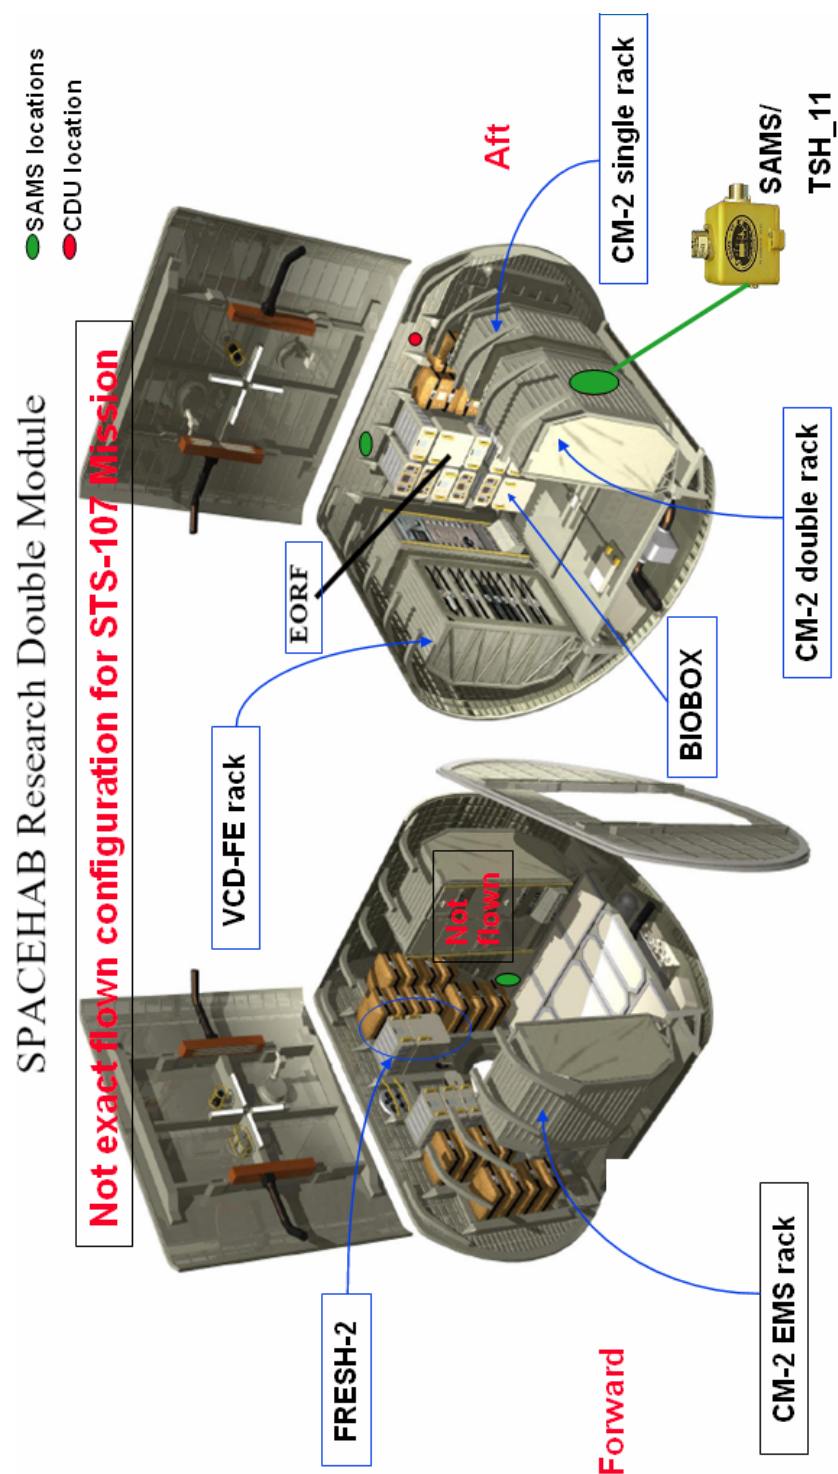 SPACEHAB Research Double Module
Not exact flown configuration for STS-107 Mission
SAMS locations
CDU location
FRESH-2
VCD-FE rack
EORF
Aft
Not
flown
CM-2 single rack
Forward
BIOBOX
SAMS/
TSH_11
CM-2 EMS rack
CM-2 double rack